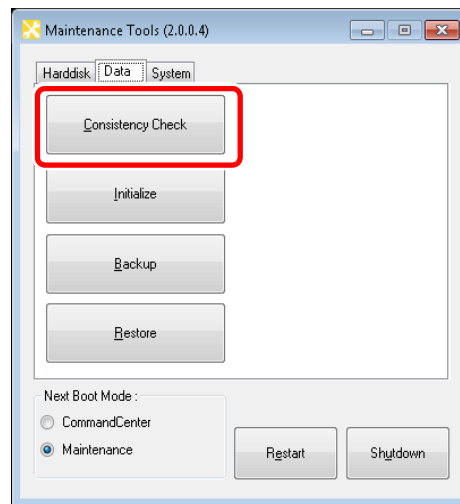 Maintenance Tools (2.0.0.4)
Harddisk Data System
Consistency Check
Initialize
Backup
Restore
Next Boot Mode :
CommandCenter
Maintenance
Restart Shutdown